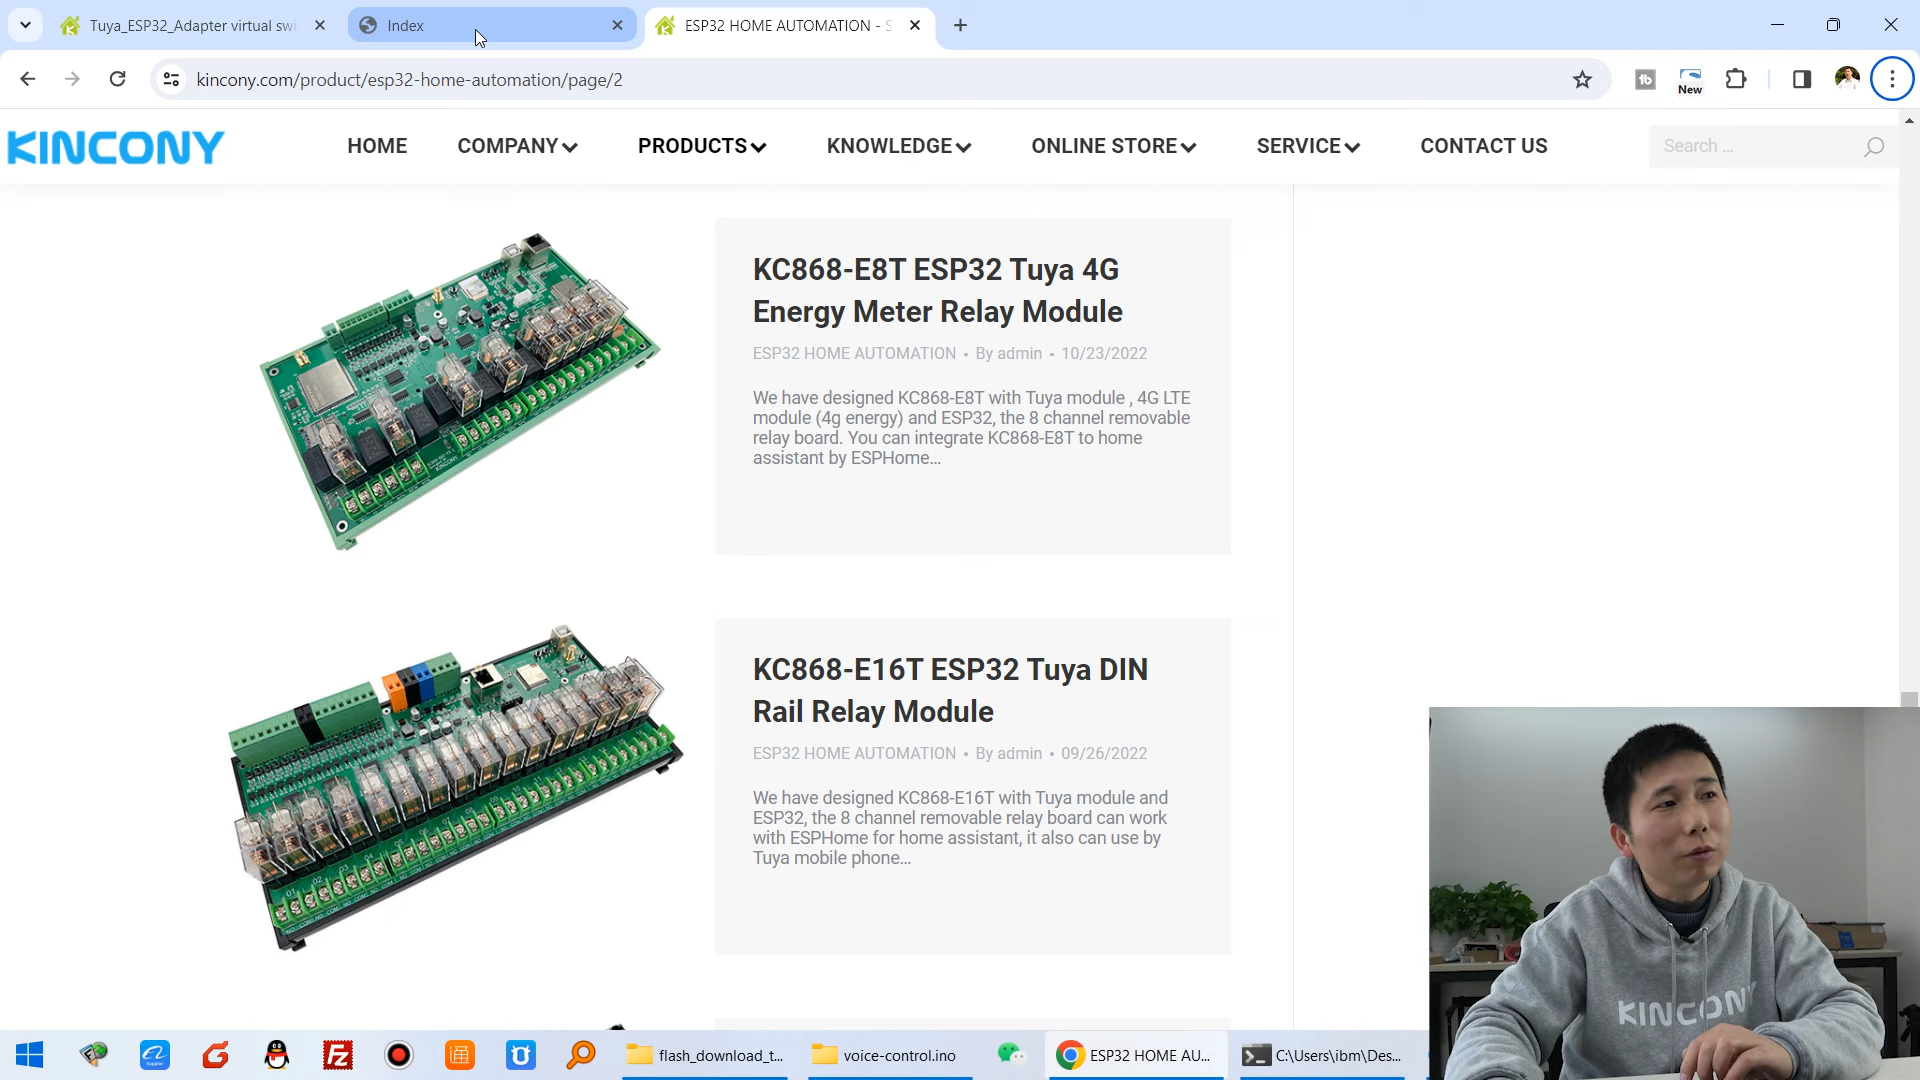 Tuya_ESP32_Adapter virtual swi
Index
ESP32 HOME AUTOMATION - S
kincony.com/product/esp32-home-automation/page/2
New
KINCONY
HOME
COMPANY
PRODUCTS
KNOWLEDGE
ONLINE STORE
SERVICE
CONTACT US
Search ...
KC868-E8T ESP32 Tuya 4G
Energy Meter Relay Module
ESP32 HOME AUTOMATION • By admin • 10/23/2022
We have designed KC868-E8T with Tuya module , 4G LTE
module (4g energy) and ESP32, the 8 channel removable
relay board. You can integrate KC868-E8T to home
assistant by ESPHome...
KC868-E16T ESP32 Tuya DIN
Rail Relay Module
ESP32 HOME AUTOMATION • By admin • 09/26/2022
We have designed KC868-E16T with Tuya module and
ESP32, the 8 channel removable relay board can work
with ESPHome for home assistant, it also can use by
Tuya mobile phone...
KINCONY
flash_download_t...
voice-control.ino
ESP32 HOME AU...
C:\Users\ibm\Des...